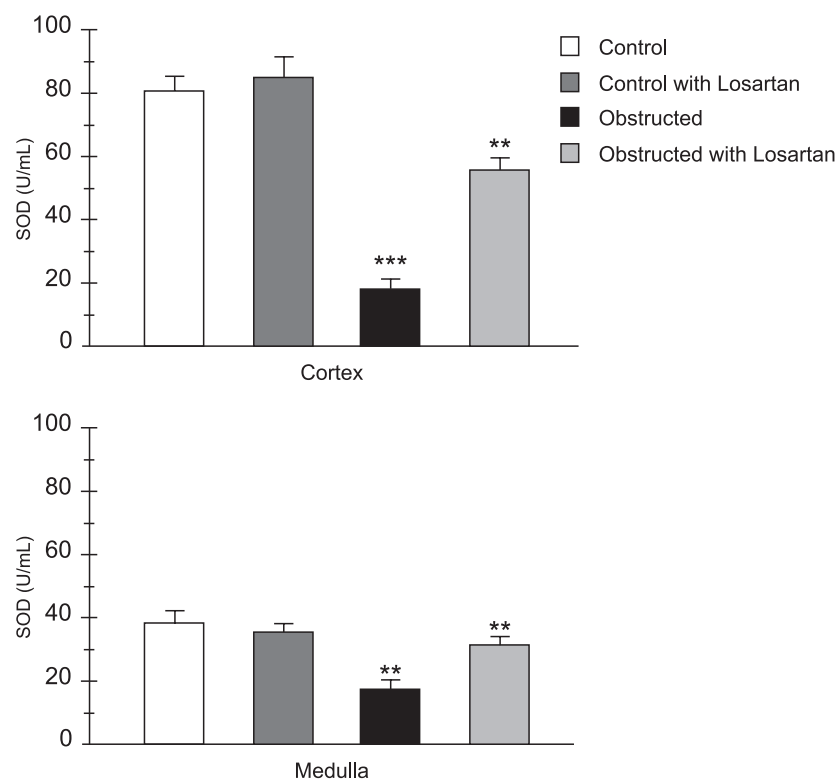 100
80
60
40
20
0
SOD (U/mL)
***
**
Cortex
Control
Control with Losartan
Obstructed
Obstructed with Losartan
100
80
60
40
20
0
SOD (U/mL)
**
**
Medulla